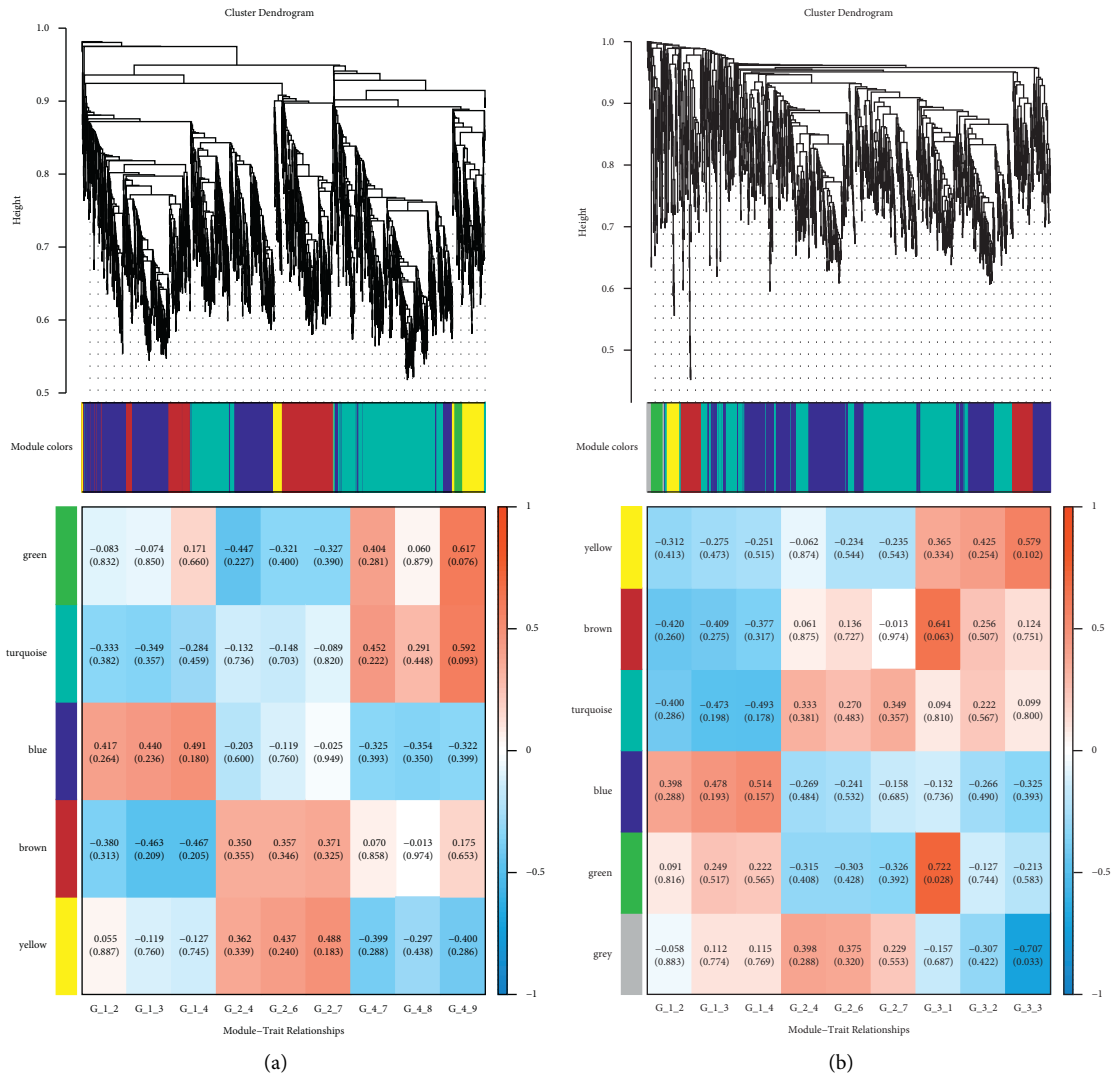 Cluster Dendrogram
1.0
0.9
0.8
0.7
0.6
0.5
Height
Module colors
green
turquoise
blue
brown
yellow
−0.083 −0.074 0.171 −0.447 −0.321 −0.327 0.404 0.060 0.617
(0.832) (0.850) (0.660) (0.227) (0.400) (0.390) (0.281) (0.879) (0.076)
−0.333 −0.349 −0.284 −0.132 −0.148 −0.089 0.452 0.291 0.592
(0.382) (0.357) (0.459) (0.736) (0.703) (0.820) (0.222) (0.448) (0.093)
0.417 0.440 0.491 −0.203 −0.119 −0.025 −0.325 −0.354 −0.322
(0.264) (0.236) (0.180) (0.600) (0.760) (0.949) (0.393) (0.350) (0.399)
−0.380 −0.463 −0.467 0.350 0.357 0.371 0.070 −0.013 0.175
(0.313) (0.209) (0.205) (0.355) (0.346) (0.325) (0.858) (0.974) (0.653)
0.055 −0.119 −0.127 0.362 0.437 0.488 −0.399 −0.297 −0.400
(0.887) (0.760) (0.745) (0.339) (0.240) (0.183) (0.288) (0.438) (0.286)
1
0.5
0
−0.5
−1
G_1_2 G_1_3 G_1_4 G_2_4 G_2_6 G_2_7 G_4_7 G_4_8 G_4_9
Module−Trait Relationships
(a)
Cluster Dendrogram
1.0
0.9
0.8
0.7
0.6
0.5
Height
Module colors
yellow
brown
turquoise
blue
green
grey
−0.312 −0.275 −0.251 −0.062 −0.234 −0.235 0.365 0.425 0.579
(0.413) (0.473) (0.515) (0.874) (0.544) (0.543) (0.334) (0.254) (0.102)
−0.420 −0.409 −0.377 0.061 0.136 −0.013 0.641 0.256 0.124
(0.260) (0.275) (0.317) (0.875) (0.727) (0.974) (0.063) (0.507) (0.751)
−0.400 −0.473 −0.493 0.333 0.270 0.349 0.094 0.222 0.099
(0.286) (0.198) (0.178) (0.381) (0.483) (0.357) (0.810) (0.567) (0.800)
0.398 0.478 0.514 −0.269 −0.241 −0.158 −0.132 −0.266 −0.325
(0.288) (0.193) (0.157) (0.484) (0.532) (0.685) (0.736) (0.490) (0.393)
0.091 0.249 0.222 −0.315 −0.303 −0.326 0.722 −0.127 −0.213
(0.816) (0.517) (0.565) (0.408) (0.428) (0.392) (0.028) (0.744) (0.583)
−0.058 0.112 0.115 0.398 0.375 0.229 −0.157 −0.307 −0.707
(0.883) (0.774) (0.769) (0.288) (0.320) (0.553) (0.687) (0.422) (0.033)
1
0.5
0
−0.5
−1
G_1_2 G_1_3 G_1_4 G_2_4 G_2_6 G_2_7 G_3_1 G_3_2 G_3_3
Module−Trait Relationships
(b)